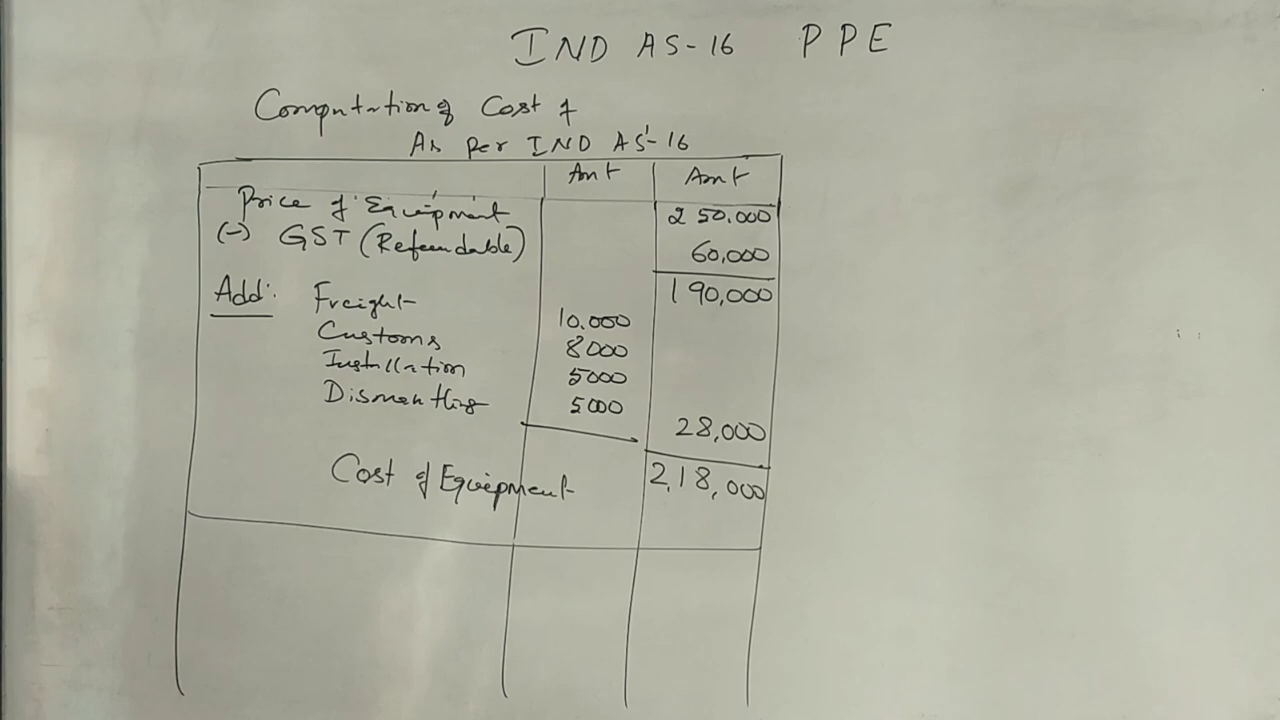 IND AS-16 PPE
Computation of Cost of
As Per IND AS-16
Amt Amt
Price of Equipment 250.000
(-) GST (Refundable) 60,000
190,000
Add: Freight 10.000
Customs 8000
Installation 5000
Dismantling 5000
28,000
Cost of Equipment 2,18,000